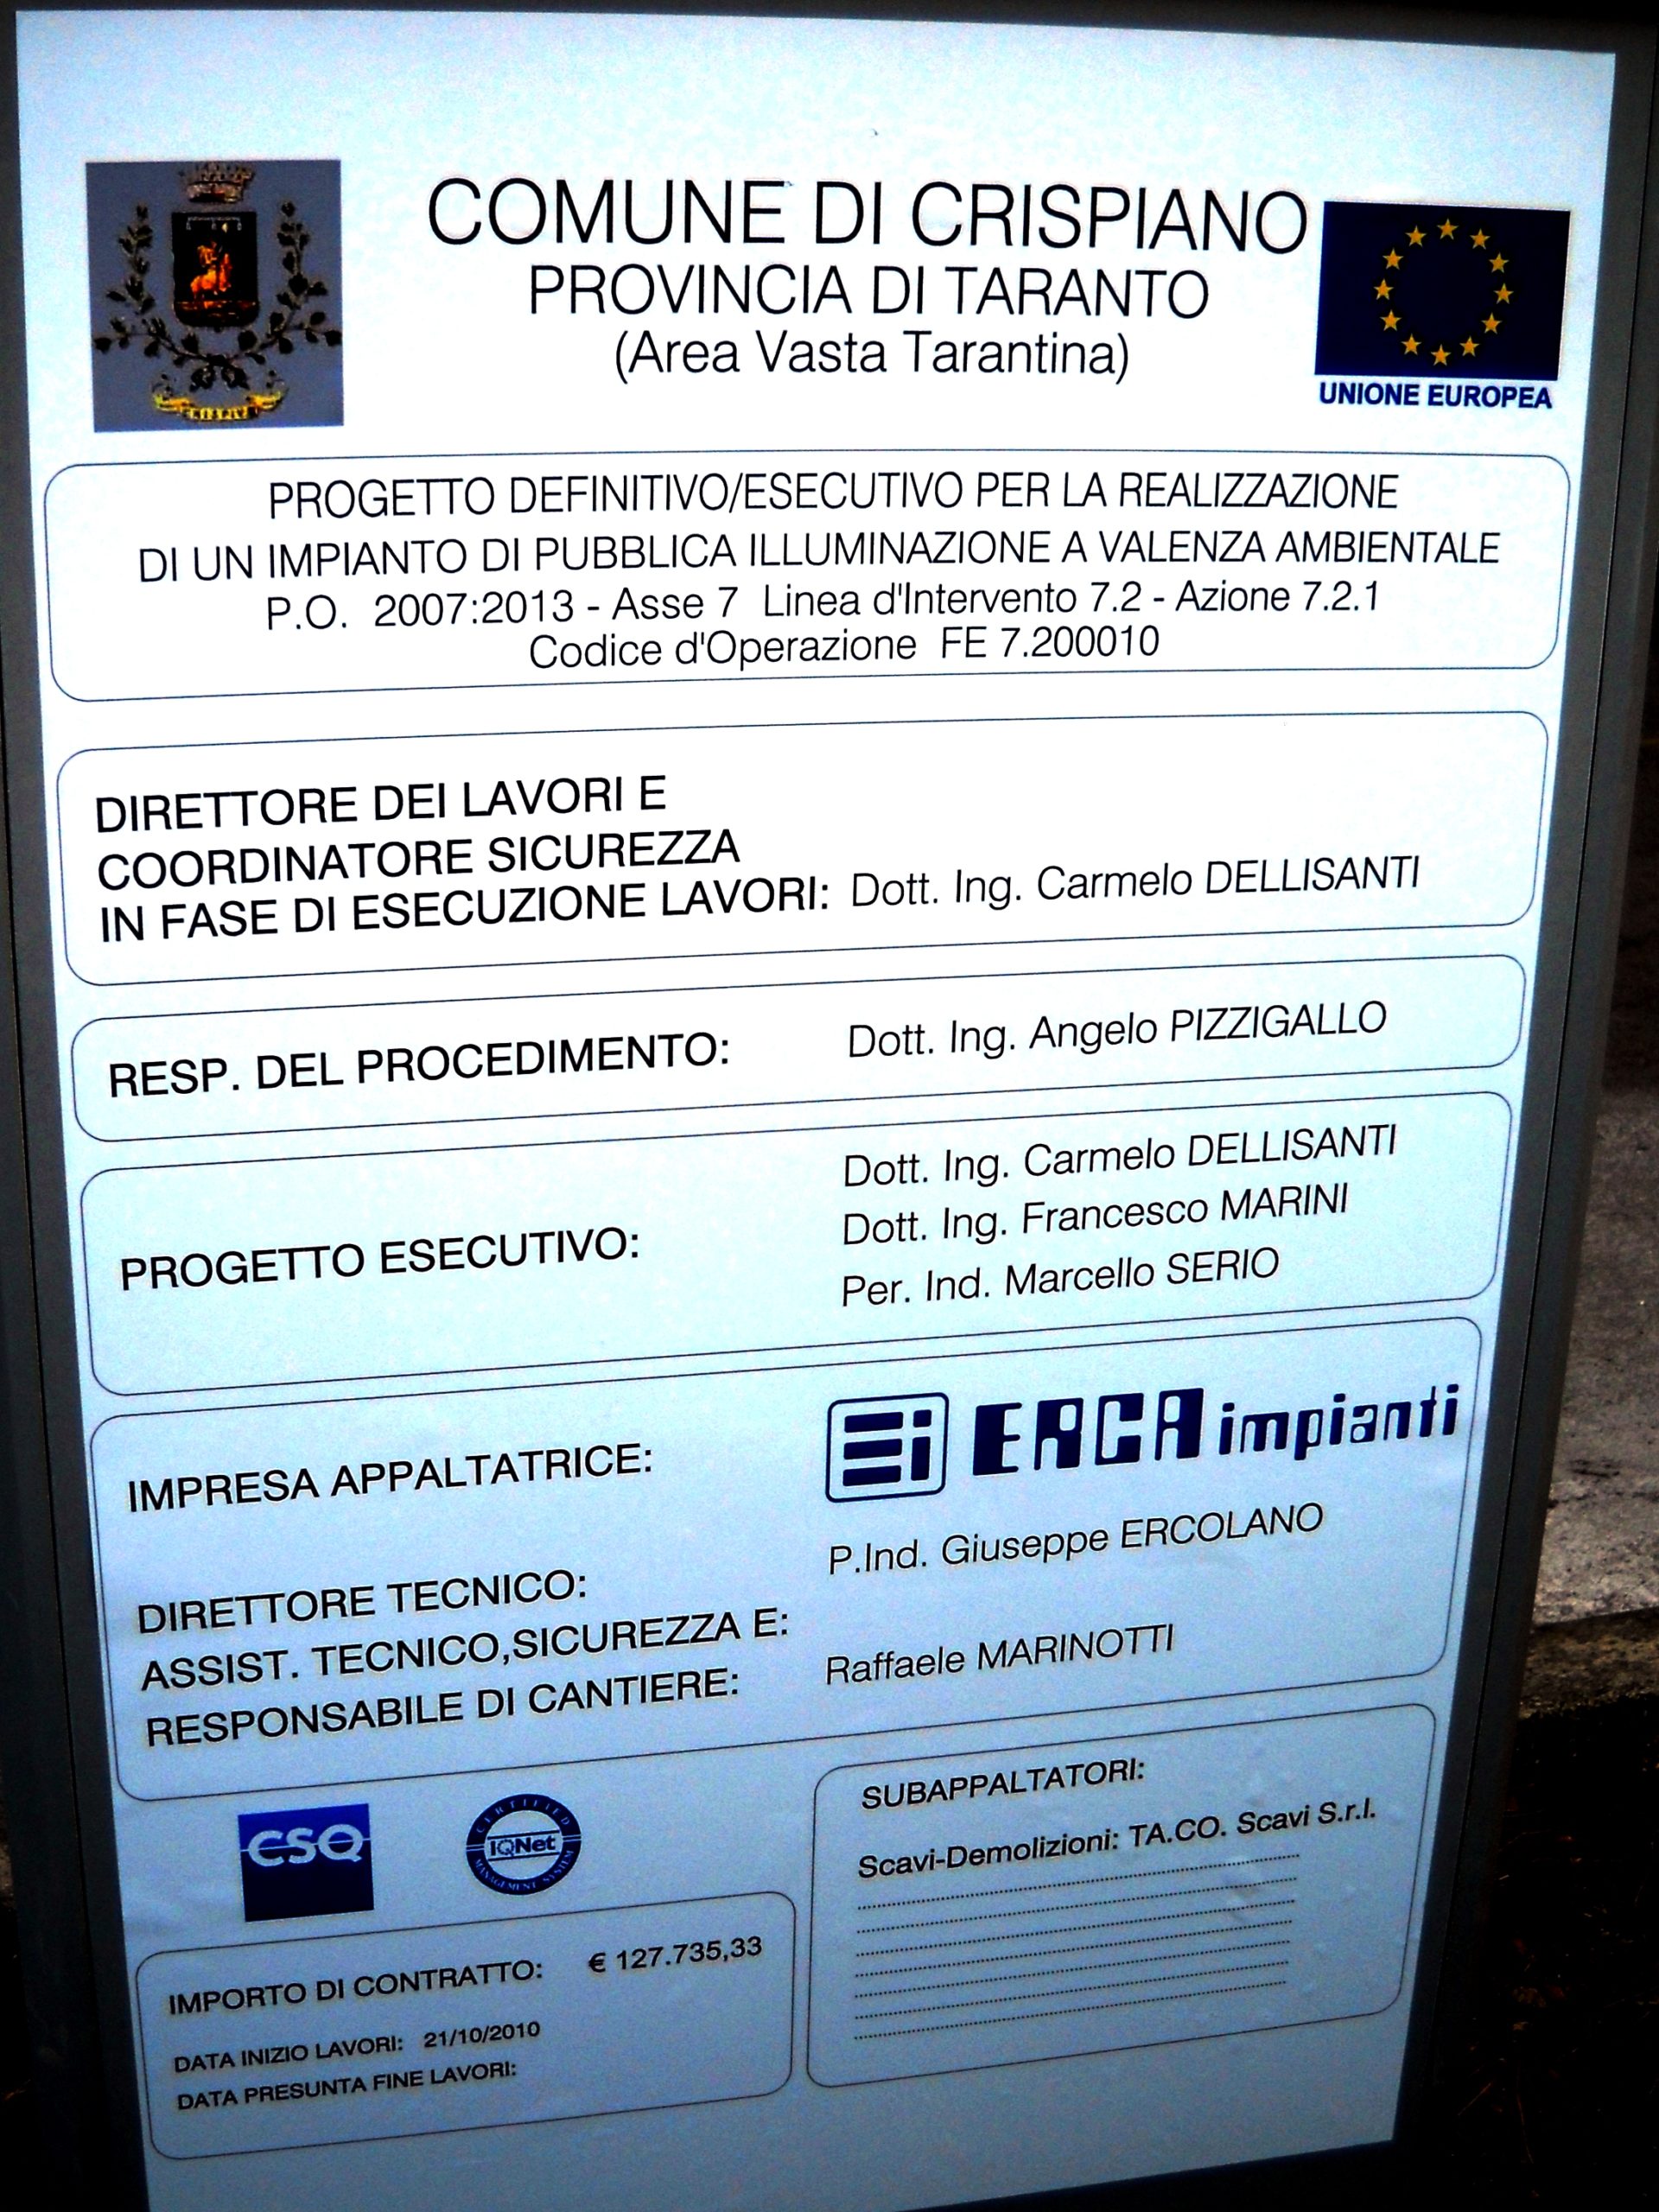 COMUNE DI CRISPIANO
PROVINCIA DI TARANTO
(Area Vasta Tarantina)
UNIONE EUROPEA
PROGETTO DEFINITIVO/ESECUTIVO PER LA REALIZZAZIONE
DI UN IMPIANTO DI PUBBLICA ILLUMINAZIONE A VALENZA AMBIENTALE
P.O. 2007:2013 - Asse 7 Linea d'Intervento 7.2 - Azione 7.2.1
Codice d'Operazione FE 7.200010
DIRETTORE DEI LAVORI E
COORDINATORE SICUREZZA
IN FASE DI ESECUZIONE LAVORI: Dott. Ing. Carmelo DELLISANTI
RESP. DEL PROCEDIMENTO: Dott. Ing. Angelo PIZZIGALLO
PROGETTO ESECUTIVO:
Dott. Ing. Carmelo DELLISANTI
Dott. Ing. Francesco MARINI
Per. Ind. Marcello SERIO
IMPRESA APPALTATRICE: Ei ERCA impianti
DIRETTORE TECNICO: P.Ind. Giuseppe ERCOLANO
ASSIST. TECNICO,SICUREZZA E:
RESPONSABILE DI CANTIERE: Raffaele MARINOTTI
CSQ
CERTIFIED
IQNet
MANAGEMENT SYSTEM
IMPORTO DI CONTRATTO: € 127.735,33
DATA INIZIO LAVORI: 21/10/2010
DATA PRESUNTA FINE LAVORI:
SUBAPPALTATORI:
Scavi-Demolizioni: TA.CO. Scavi S.r.l.